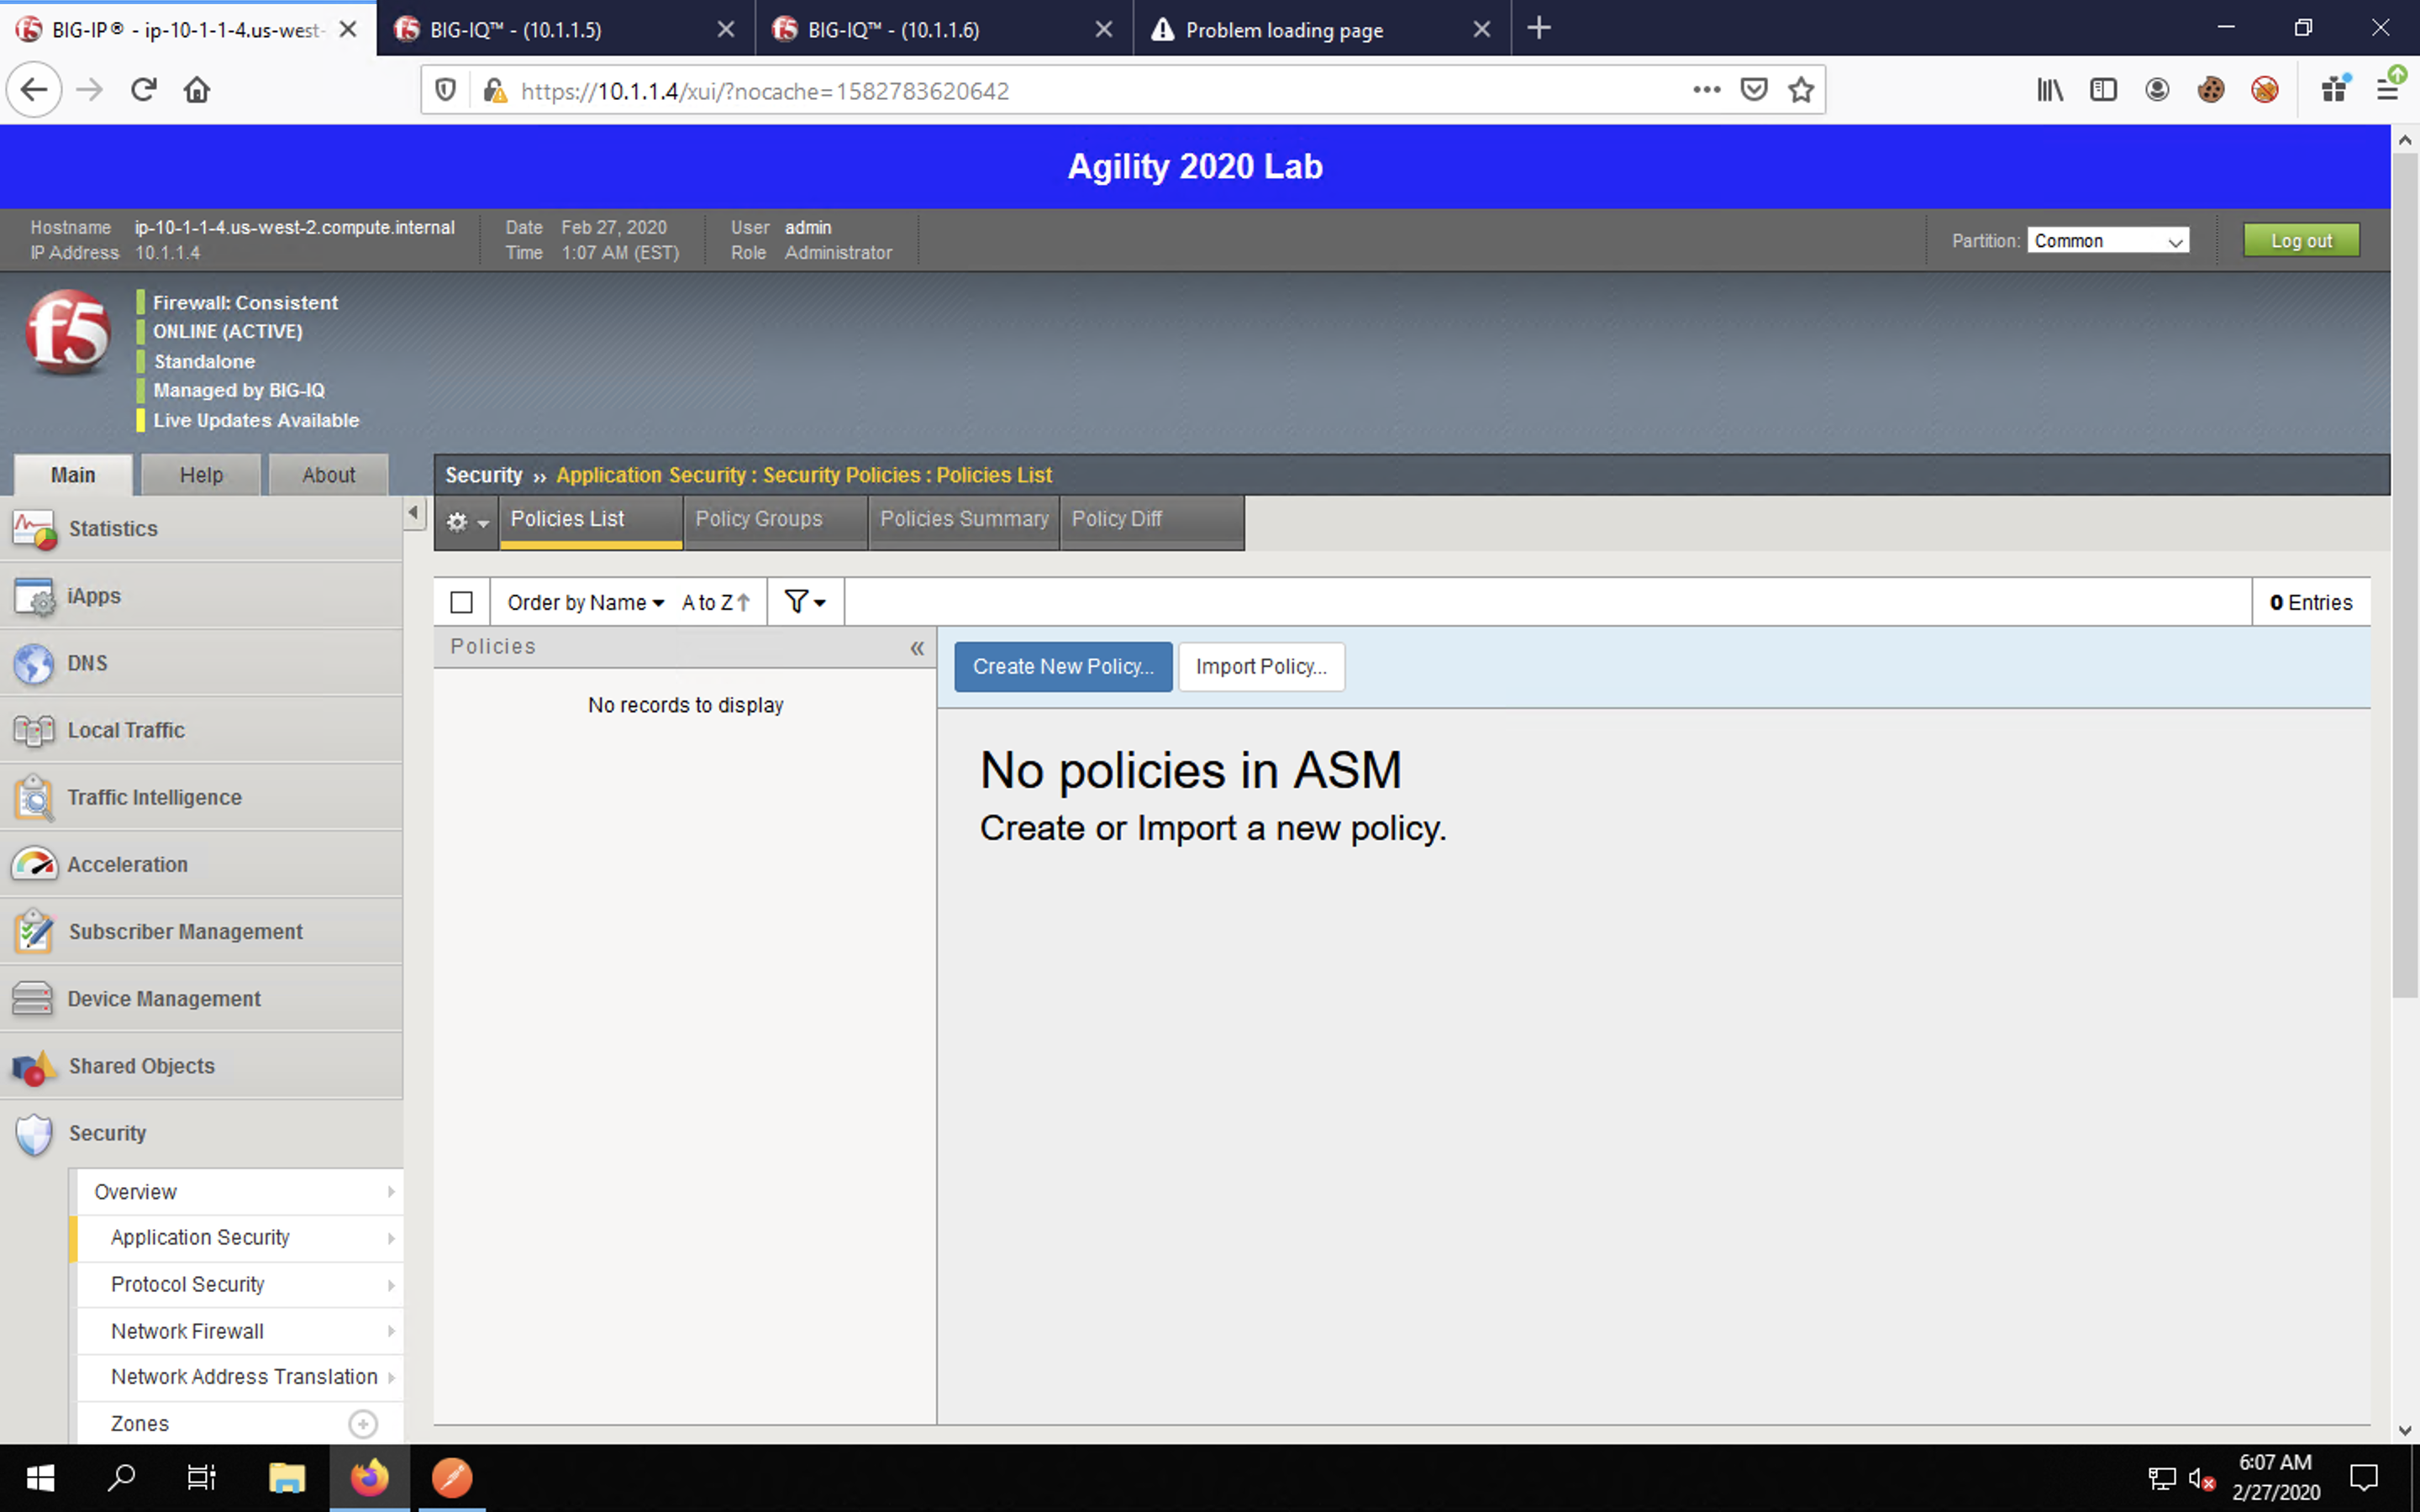 BIG-IP® - ip-10-1-1-4.us-west-
BIG-IQ™ - (10.1.1.5)
BIG-IQ™ - (10.1.1.6)
Problem loading page
https://10.1.1.4/xui/?nocache=1582783620642
Agility 2020 Lab
Hostname ip-10-1-1-4.us-west-2.compute.internal
IP Address 10.1.1.4
Date Feb 27, 2020
Time 1:07 AM (EST)
User admin
Role Administrator
Partition: Common
Log out
f5
Firewall: Consistent
ONLINE (ACTIVE)
Standalone
Managed by BIG-IQ
Live Updates Available
Main Help About
Security ›› Application Security : Security Policies : Policies List
Policies List Policy Groups Policies Summary Policy Diff
Order by Name A to Z
0 Entries
Policies «
No records to display
Create New Policy... Import Policy...
No policies in ASM
Create or Import a new policy.
Statistics
iApps
DNS
Local Traffic
Traffic Intelligence
Acceleration
Subscriber Management
Device Management
Shared Objects
Security
Overview
Application Security
Protocol Security
Network Firewall
Network Address Translation
Zones
6:07 AM
2/27/2020